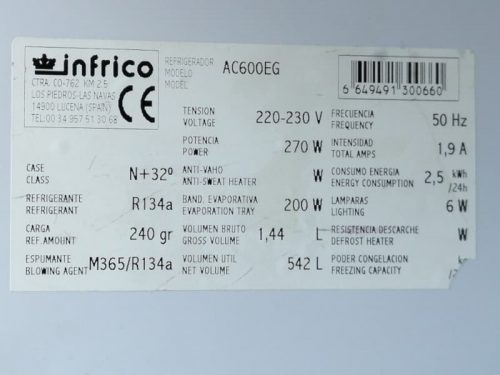 infrico
CTRA. CO-762 KM 2.5
LOS PIEDROS-LAS NAVAS
14900 LUCENA (SPAIN)
TEL.00 34 957 51 30 68
CE
REFRIGERADOR
MODELO
MODEL
AC600EG
6 649491 300660
TENSION
VOLTAGE
220-230 V
FRECUENCIA
FREQUENCY
50 Hz
POTENCIA
POWER
270 W
INTENSIDAD
TOTAL AMPS
1,9 A
CASE
CLASS
N+32º
ANTI-VAHO
ANTI-SWEAT HEATER
W
CONSUMO ENERGIA
ENERGY CONSUMPTION
2,5 kWh
/24h
REFRIGERANTE
REFRIGERANT
R134a
BAND. EVAPORATIVA
EVAPORATION TRAY
200 W
LAMPARAS
LIGHTING
6 W
CARGA
REF.AMOUNT
240 gr
VOLUMEN BRUTO
GROSS VOLUME
1,44 L
RESISTENCIA DESCARCHE
DEFROST HEATER
W
ESPUMANTE
BLOWING AGENT
M365/R134a
VOLUMEN UTIL
NET VOLUME
542 L
PODER CONGELACION
FREEZING CAPACITY